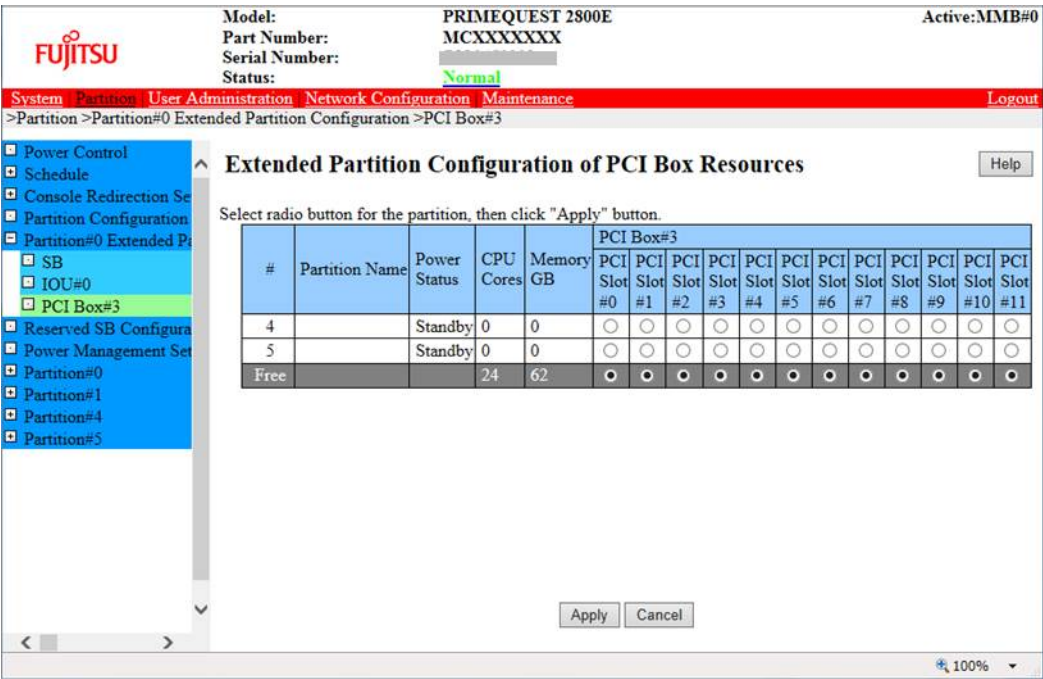 FUJITSU
Model: PRIMEQUEST 2800E Active:MMB#0
Part Number: MCXXXXXXX
Serial Number:
Status: Normal
System | Partition | User Administration | Network Configuration | Maintenance Logout
>Partition >Partition#0 Extended Partition Configuration >PCI Box#3
Power Control
Schedule
Console Redirection Se
Partition Configuration
Partition#0 Extended Pa
SB
IOU#0
PCI Box#3
Reserved SB Configura
Power Management Set
Partition#0
Partition#1
Partition#4
Partition#5
Extended Partition Configuration of PCI Box Resources Help
Select radio button for the partition, then click "Apply" button.
# Partition Name Power Status CPU Cores Memory GB PCI Box#3
PCI Slot #0 PCI Slot #1 PCI Slot #2 PCI Slot #3 PCI Slot #4 PCI Slot #5 PCI Slot #6 PCI Slot #7 PCI Slot #8 PCI Slot #9 PCI Slot #10 PCI Slot #11
4 Standby 0 0
5 Standby 0 0
Free 24 62
Apply Cancel
100%